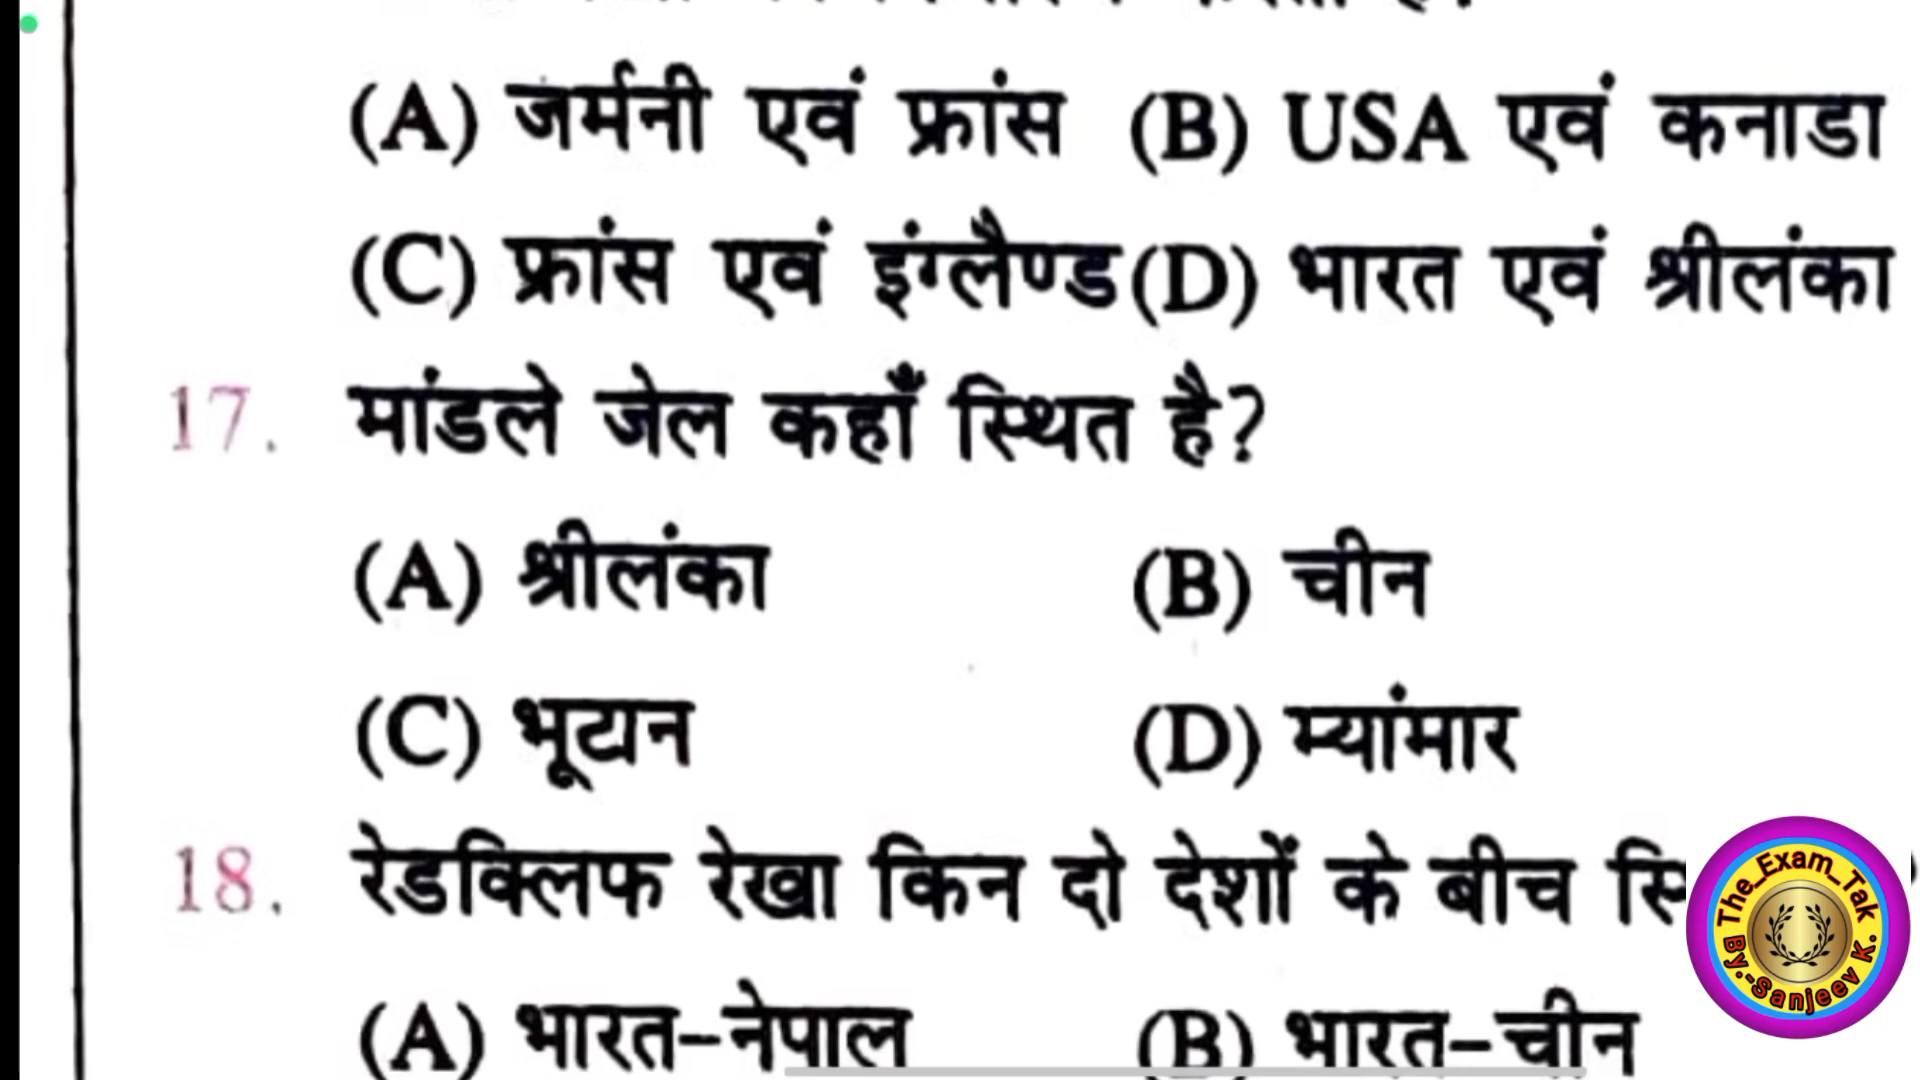 (A) जर्मनी एवं फ्रांस (B) USA एवं कनाडा
(C) फ्रांस एवं इंग्लैण्ड (D) भारत एवं श्रीलंका
17. मांडले जेल कहाँ स्थित है?
(A) श्रीलंका (B) चीन
(C) भूटान (D) म्यांमार
18. रेडक्लिफ रेखा किन दो देशों के बीच
(A) भारत-नेपाल (B) भारत-चीन
The_Exam_Tak
By:-Sanjeev K.